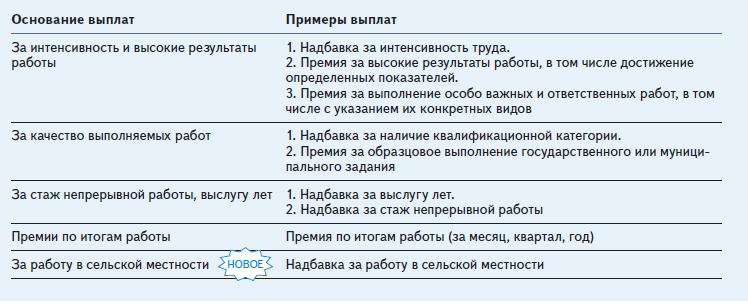 Основание выплат
Примеры выплат
За интенсивность и высокие результаты
работы
1. Надбавка за интенсивность труда.
2. Премия за высокие результаты работы, в том числе достижение
определенных показателей.
3. Премия за выполнение особо важных и ответственных работ, в том
числе с указанием их конкретных видов
За качество выполняемых работ
1. Надбавка за наличие квалификационной категории.
2. Премия за образцовое выполнение государственного или муници-
пального задания
За стаж непрерывной работы, выслугу лет
1. Надбавка за выслугу лет.
2. Надбавка за стаж непрерывной работы
Премии по итогам работы
Премия по итогам работы (за месяц, квартал, год)
За работу в сельской местности
НОВОЕ
Надбавка за работу в сельской местности